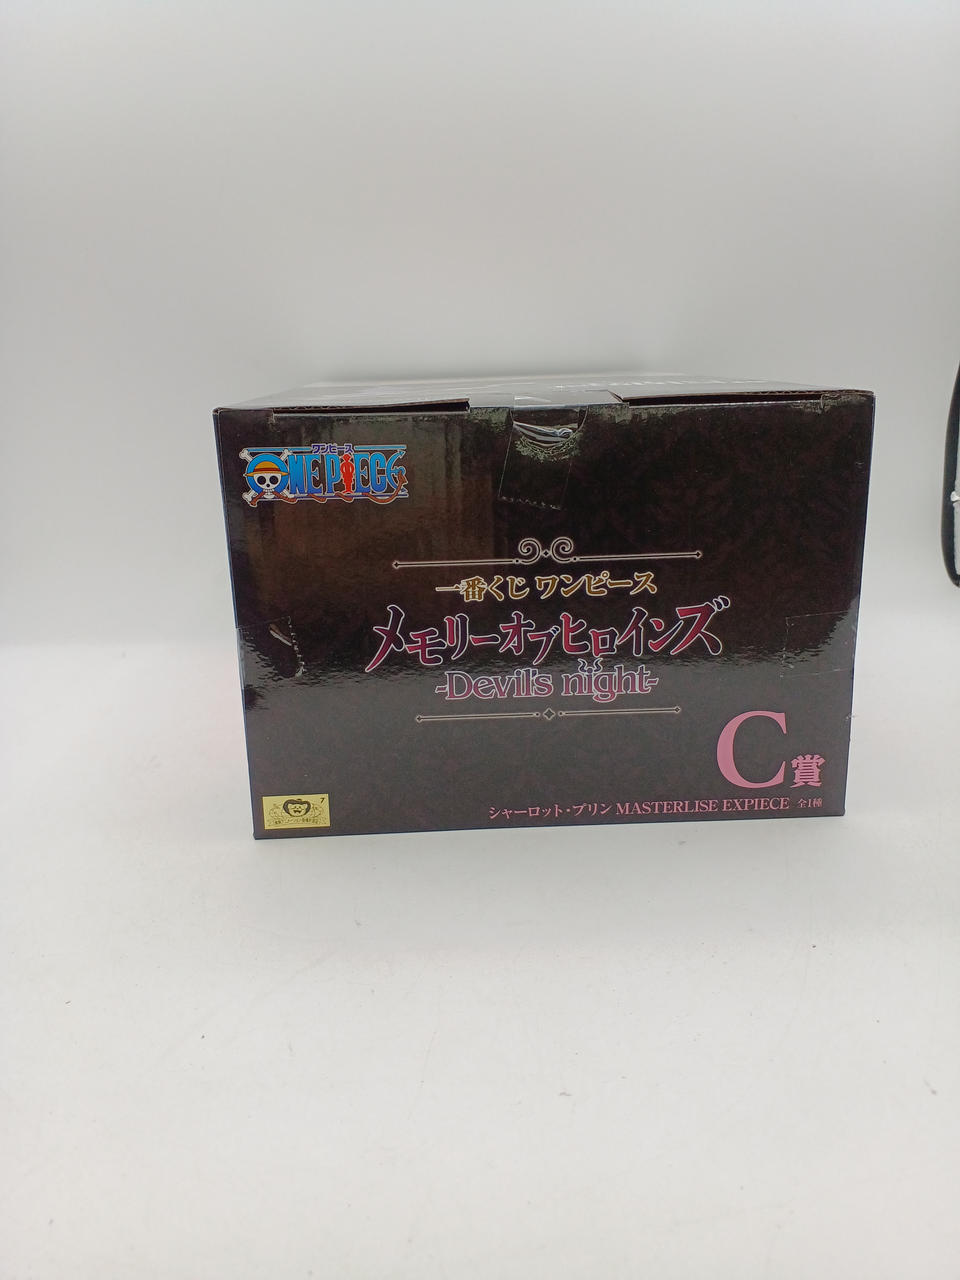 ワンピース
ONE PIECE
一番くじ ワンピース
メモリーオブヒロインズ
-Devil's night-
C賞
シャーロット・プリン MASTERLISE EXPIECE 全1種
7